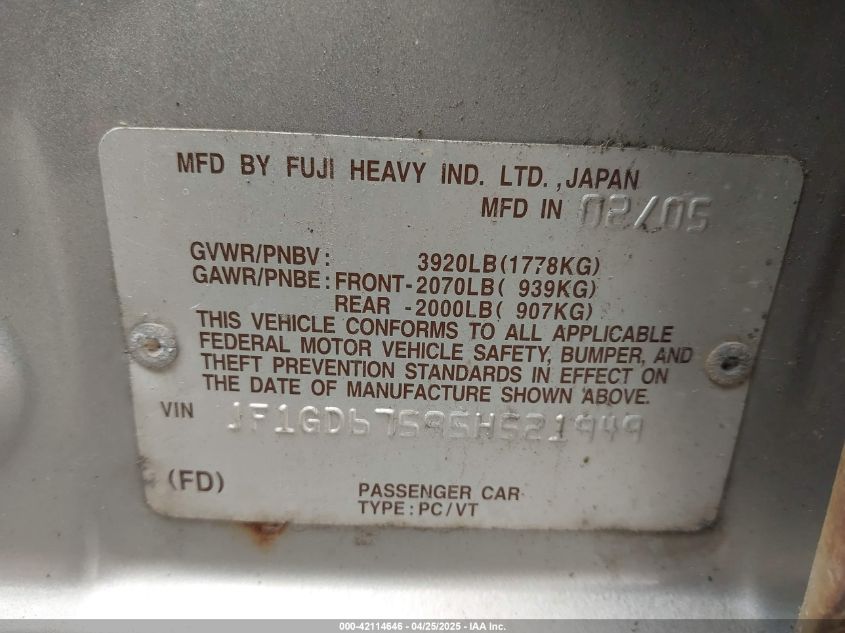 MFD BY FUJI HEAVY IND. LTD. ,JAPAN
MFD IN 02/05
GVWR/PNBV: 3920LB(1778KG)
GAWR/PNBE: FRONT-2070LB( 939KG)
REAR -2000LB( 907KG)
THIS VEHICLE CONFORMS TO ALL APPLICABLE
FEDERAL MOTOR VEHICLE SAFETY, BUMPER, AND
THEFT PREVENTION STANDARDS IN EFFECT ON
THE DATE OF MANUFACTURE SHOWN ABOVE.
VIN JF1GD67595H521949
(FD) PASSENGER CAR
TYPE:PC/VT
000-42114646 - 04/25/2025 - IAA Inc.